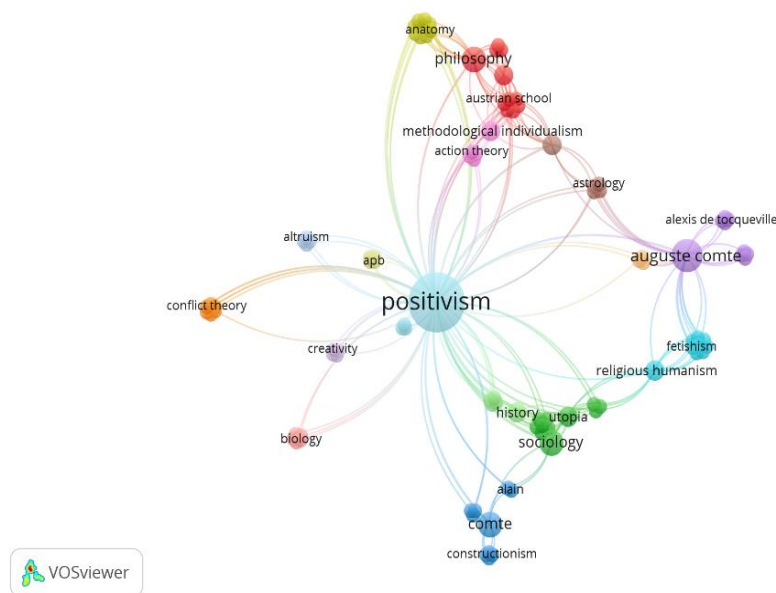 anatomy
philosophy
austrian school
methodological individualism
action theory
astrology
alexis de tocqueville
altruism
apb
auguste comte
positivism
conflict theory
creativity
fetishism
religious humanism
history
utopia
biology
sociology
alain
comte
constructionism
VOSviewer